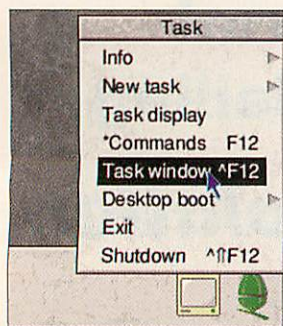 Task
Info
New task
Task display
*Commands F12
Task window ^F12
Desktop boot
Exit
Shutdown ^⇧F12